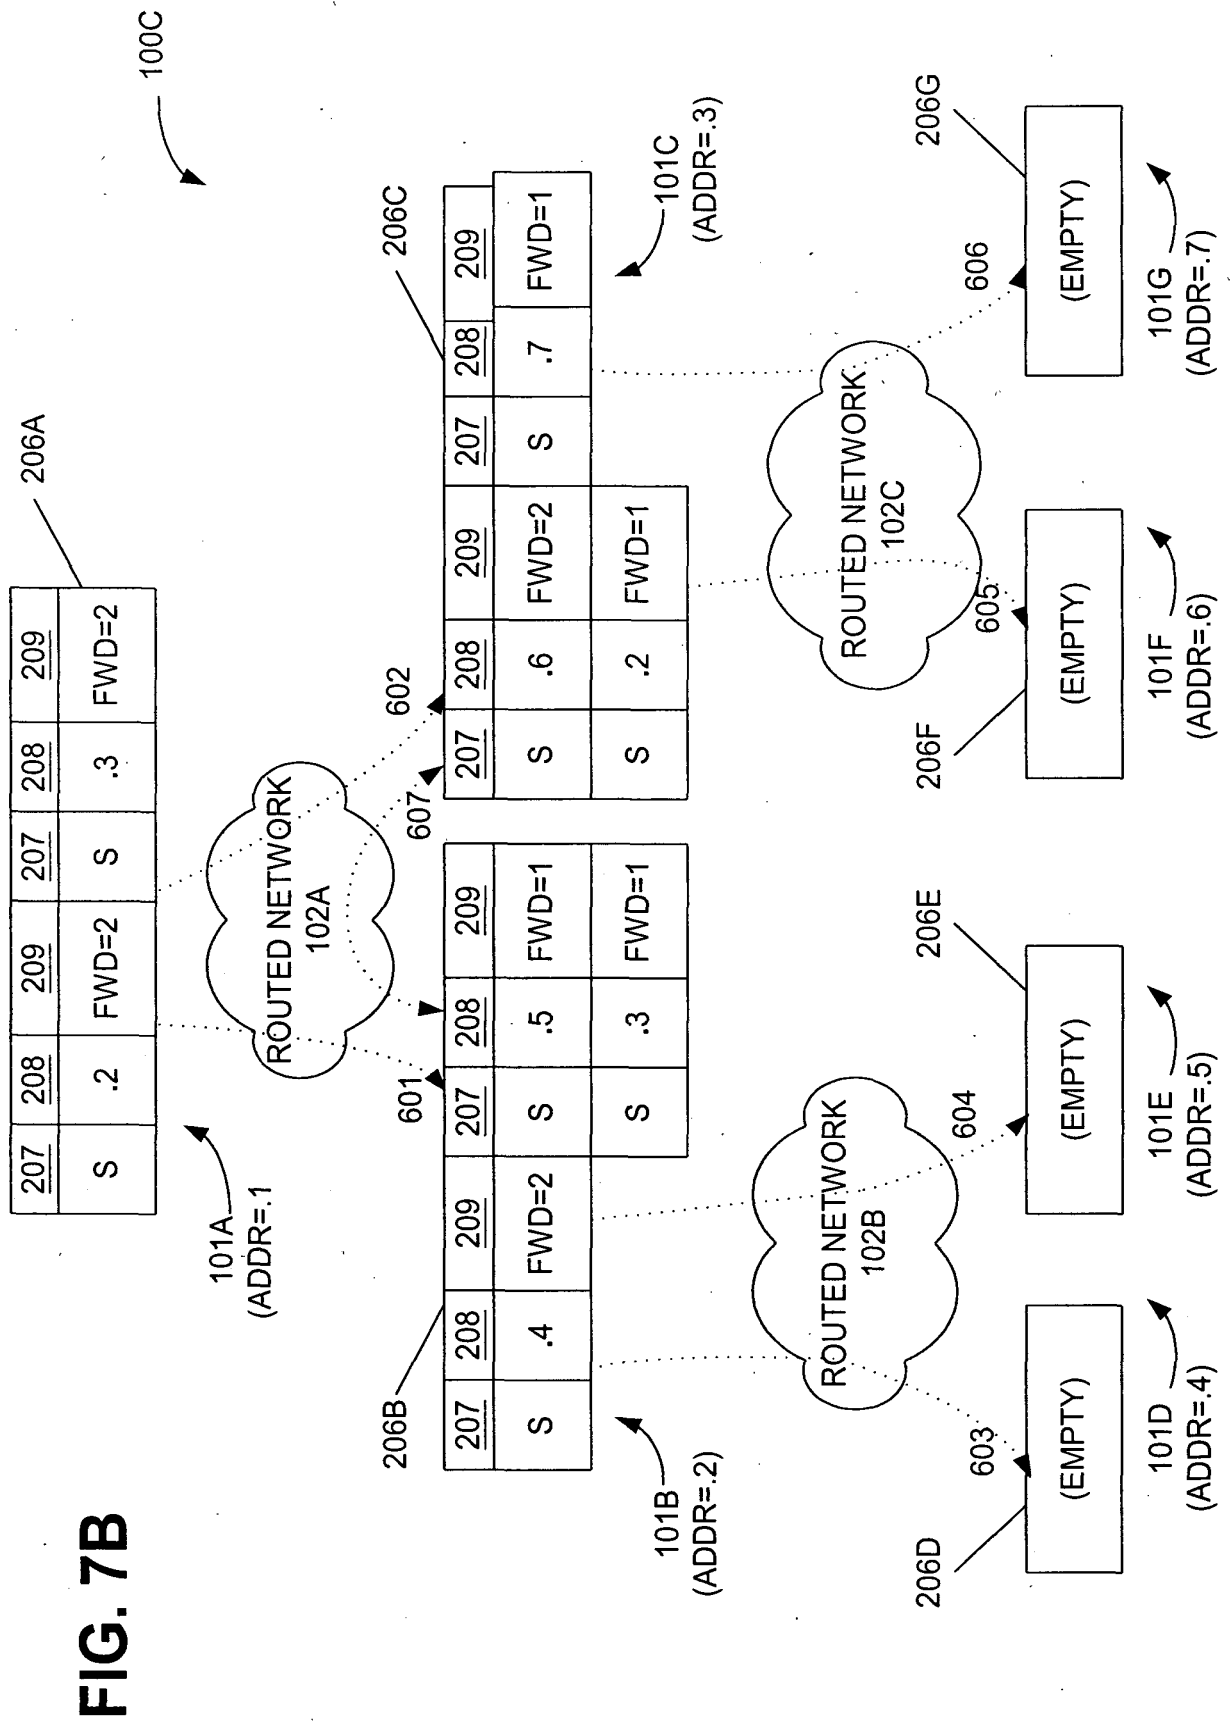 FIG. 7B
100C
206A
207 208 209 207 208 209
S .2 FWD=2 S .3 FWD=2
101A
(ADDR=.1
ROUTED NETWORK
102A
601
607
602
206B
207 208 209 207 208 209
S .4 FWD=2 S .5 FWD=1
S .3 FWD=1
101B
(ADDR=.2)
206C
207 208 209 207 208 209
S .6 FWD=2 S .7 FWD=1
S .2 FWD=1
101C
(ADDR=.3)
ROUTED NETWORK
102B
603
604
ROUTED NETWORK
102C
605
606
206D
(EMPTY)
101D
(ADDR=.4)
206E
(EMPTY)
101E
(ADDR=.5)
206F
(EMPTY)
101F
(ADDR=.6)
206G
(EMPTY)
101G
(ADDR=.7)